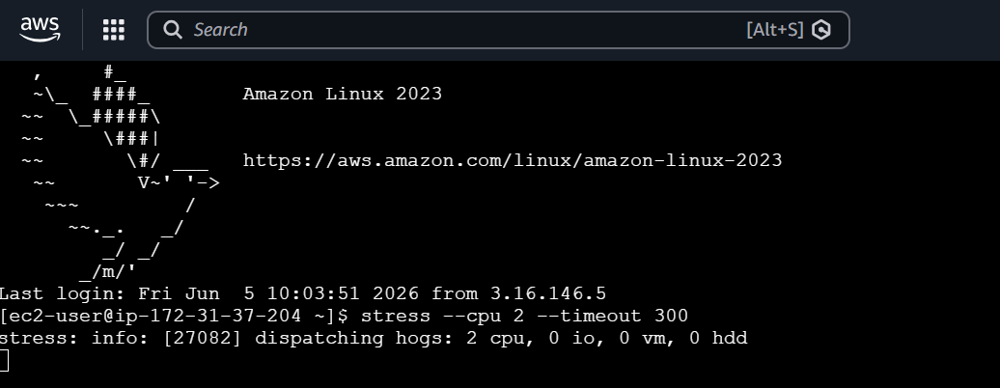 aws
Search [Alt+S]
   ,     #_
   ~\_  ####_        Amazon Linux 2023
  ~~  \_#####\
  ~~     \###|
  ~~       \#/ ___   https://aws.amazon.com/linux/amazon-linux-2023
   ~~       V~' '->
    ~~~         /
      ~~._.   _/
         _/ _/
       _/m/'
Last login: Fri Jun  5 10:03:51 2026 from 3.16.146.5
[ec2-user@ip-172-31-37-204 ~]$ stress --cpu 2 --timeout 300
stress: info: [27082] dispatching hogs: 2 cpu, 0 io, 0 vm, 0 hdd